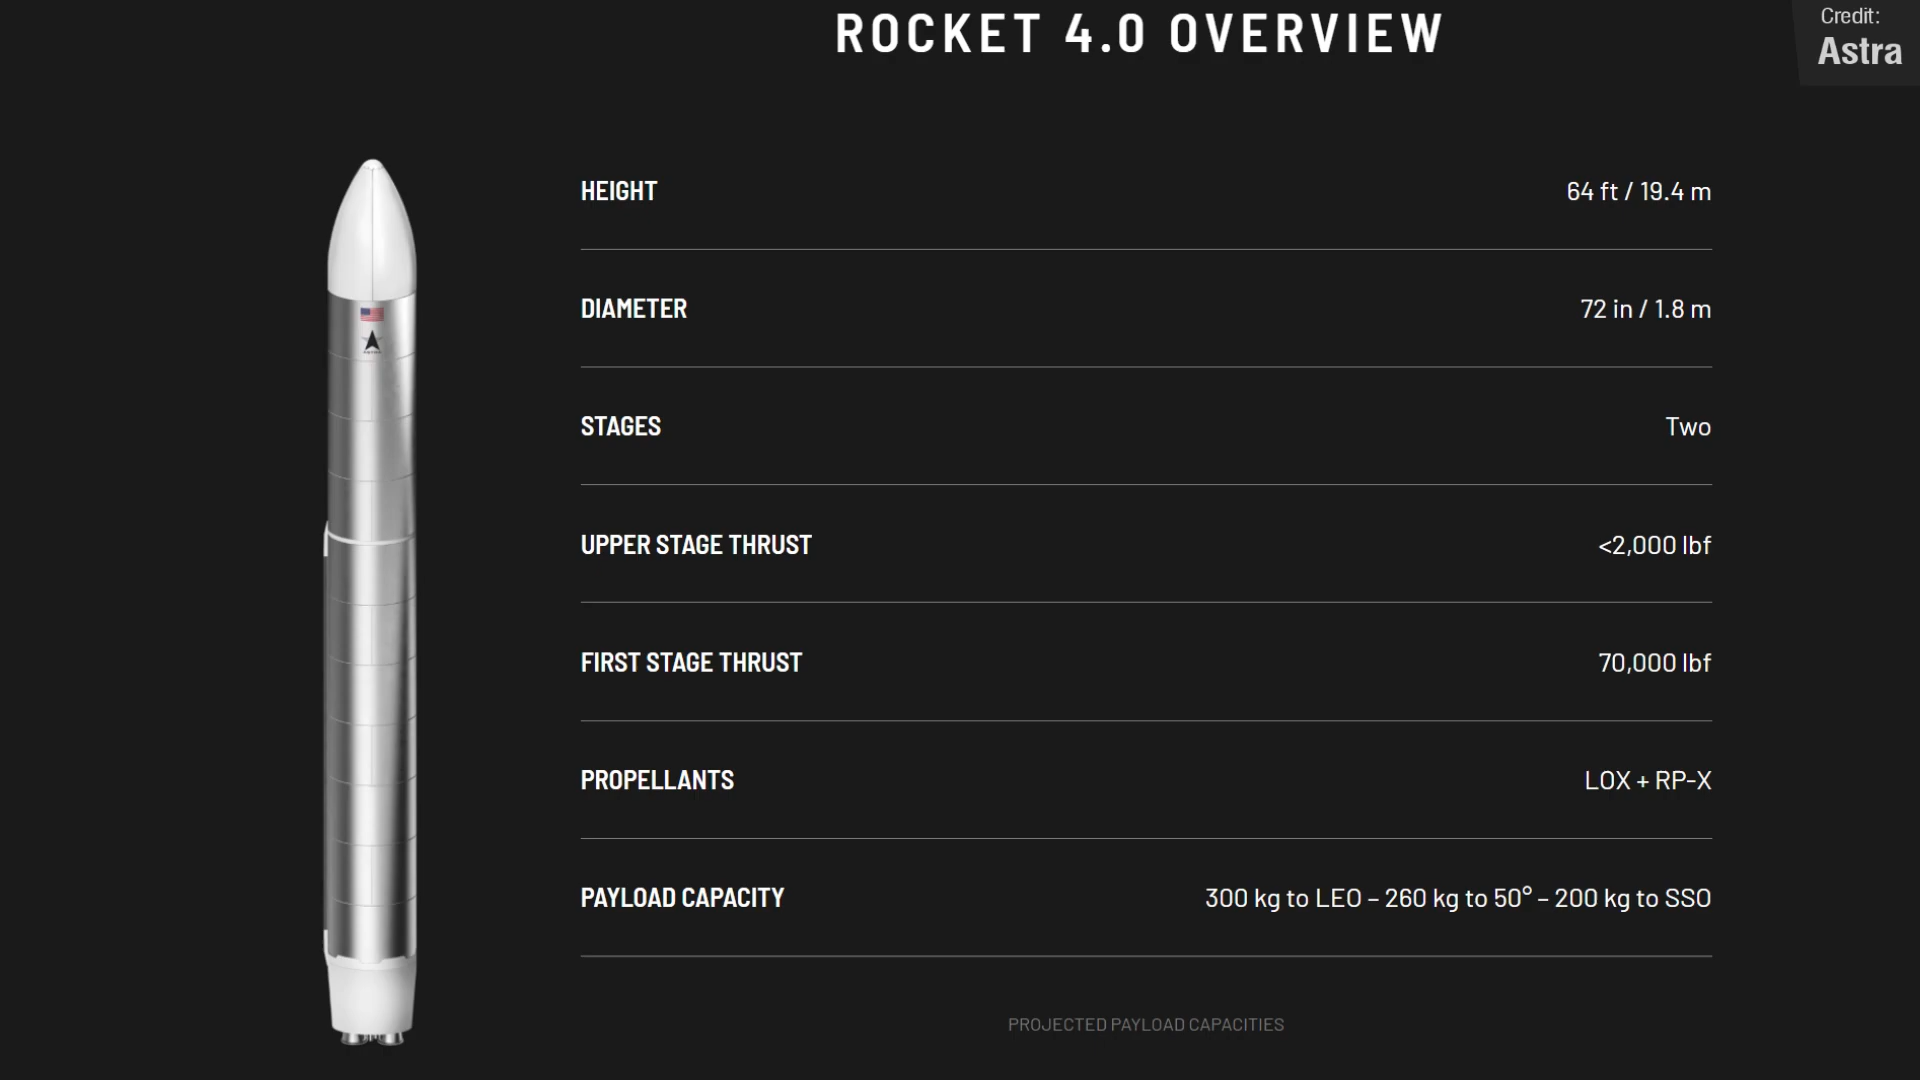 ROCKET 4.0 OVERVIEW
Credit:
Astra
HEIGHT 64 ft / 19.4 m
DIAMETER 72 in / 1.8 m
STAGES Two
UPPER STAGE THRUST <2,000 lbf
FIRST STAGE THRUST 70,000 lbf
PROPELLANTS LOX + RP-X
PAYLOAD CAPACITY 300 kg to LEO – 260 kg to 50° – 200 kg to SSO
PROJECTED PAYLOAD CAPACITIES